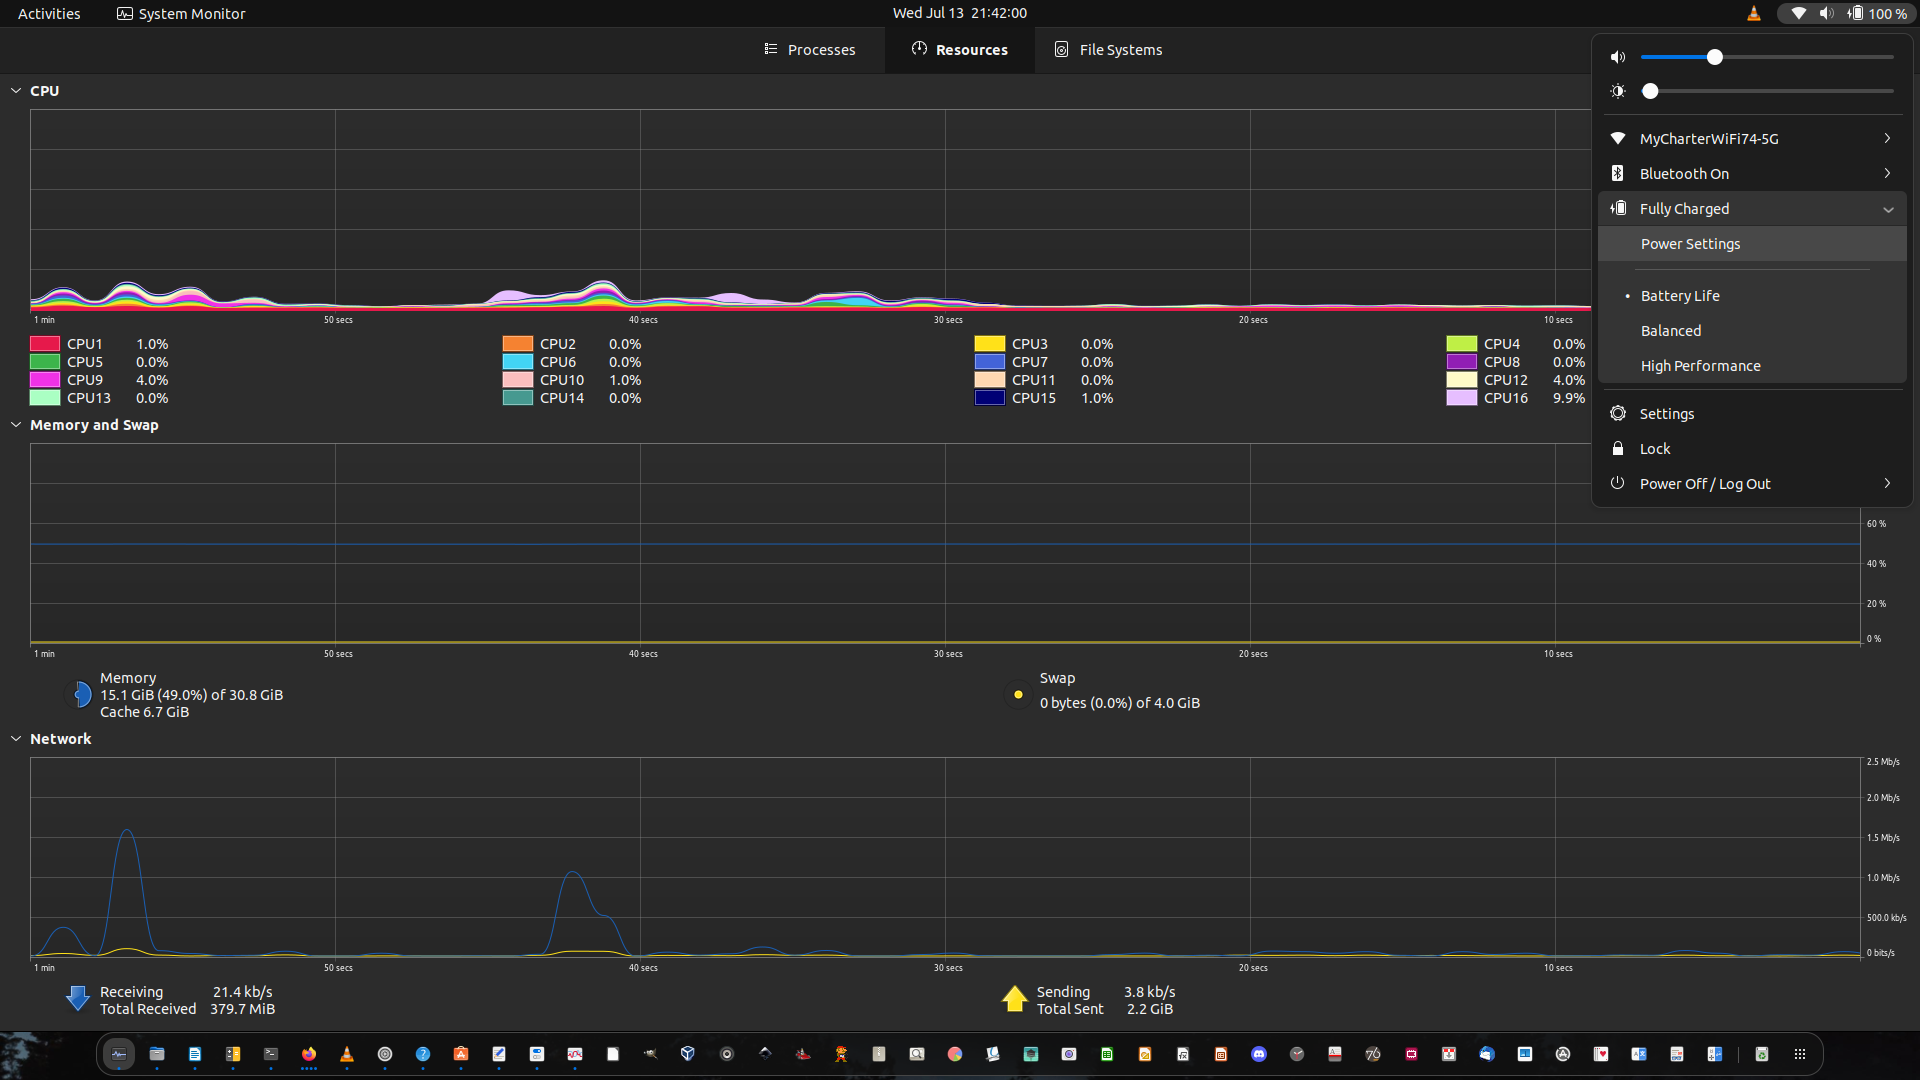 Activities
System Monitor
Wed Jul 13 21:42:00
100 %
Processes
Resources
File Systems
CPU
1 min 50 secs 40 secs 30 secs 20 secs 10 secs
CPU1 1.0% CPU2 0.0% CPU3 0.0% CPU4 0.0%
CPU5 0.0% CPU6 0.0% CPU7 0.0% CPU8 0.0%
CPU9 4.0% CPU10 1.0% CPU11 0.0% CPU12 4.0%
CPU13 0.0% CPU14 0.0% CPU15 1.0% CPU16 9.9%
MyCharterWiFi74-5G
Bluetooth On
Fully Charged
Power Settings
Battery Life
Balanced
High Performance
Settings
Lock
Power Off / Log Out
Memory and Swap
60 %
40 %
20 %
0 %
1 min 50 secs 40 secs 30 secs 20 secs 10 secs
Memory
15.1 GiB (49.0%) of 30.8 GiB
Cache 6.7 GiB
Swap
0 bytes (0.0%) of 4.0 GiB
Network
2.5 Mb/s
2.0 Mb/s
1.5 Mb/s
1.0 Mb/s
500.0 kb/s
0 bits/s
1 min 50 secs 40 secs 30 secs 20 secs 10 secs
Receiving 21.4 kb/s
Total Received 379.7 MiB
Sending 3.8 kb/s
Total Sent 2.2 GiB